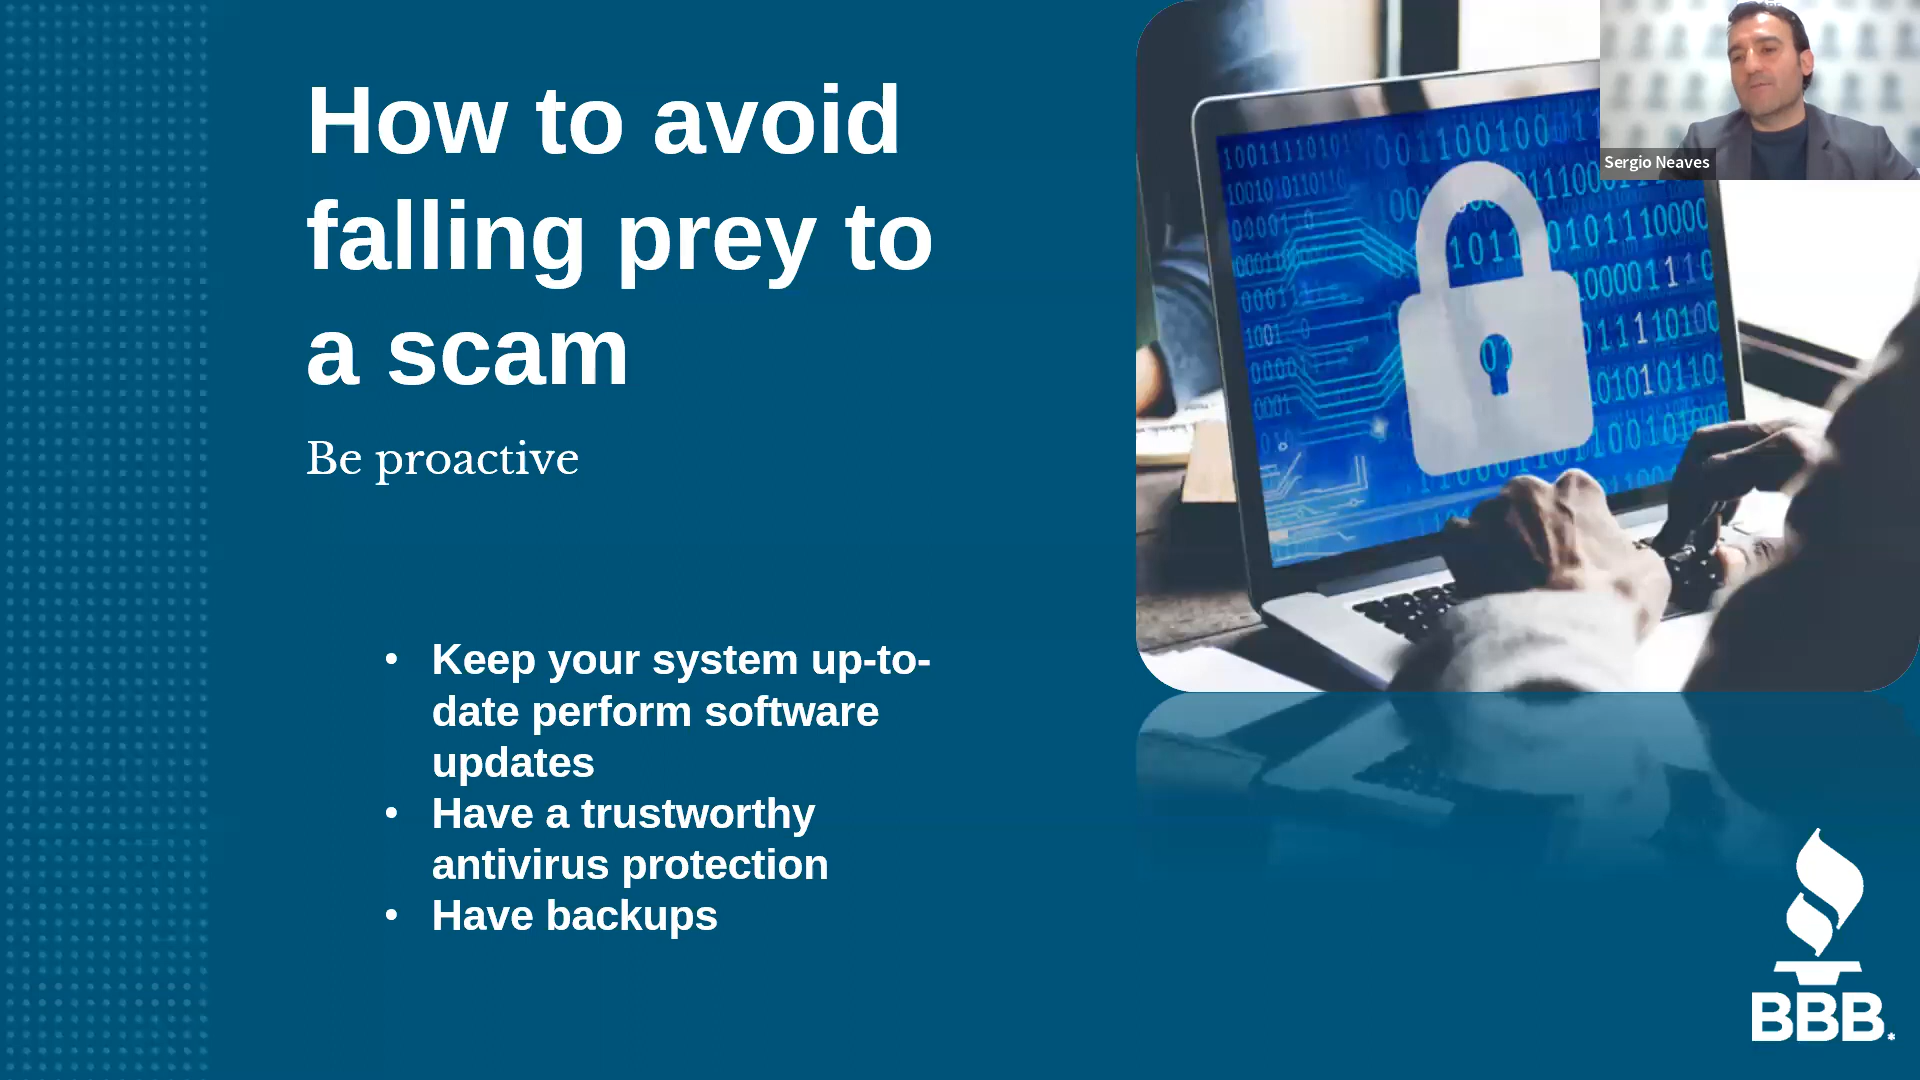 How to avoid
falling prey to
a scam
Be proactive
Keep your system up-to-
date perform software
updates
Have a trustworthy
antivirus protection
Have backups
Sergio Neaves
BBB